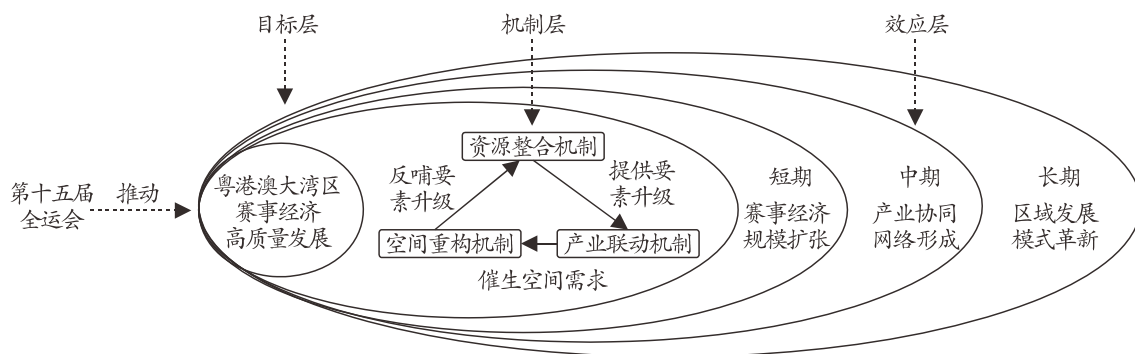 目标层
机制层
效应层
第十五届
全运会
推动
粤港澳大湾区
赛事经济
高质量发展
资源整合机制
反哺要
素升级
提供要
素升级
空间重构机制
产业联动机制
催生空间需求
短期
赛事经济
规模扩张
中期
产业协同
网络形成
长期
区域发展
模式革新